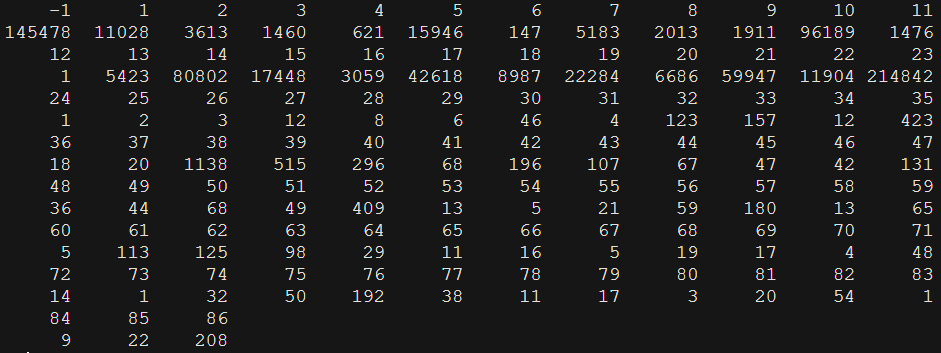 -1 1 2 3 4 5 6 7 8 9 10 11
145478 11028 3613 1460 621 15946 147 5183 2013 1911 96189 1476
12 13 14 15 16 17 18 19 20 21 22 23
1 5423 80802 17448 3059 42618 8987 22284 6686 59947 11904 214842
24 25 26 27 28 29 30 31 32 33 34 35
1 2 3 12 8 6 46 4 123 157 12 423
36 37 38 39 40 41 42 43 44 45 46 47
18 20 1138 515 296 68 196 107 67 47 42 131
48 49 50 51 52 53 54 55 56 57 58 59
36 44 68 49 409 13 5 21 59 180 13 65
60 61 62 63 64 65 66 67 68 69 70 71
5 113 125 98 29 11 16 5 19 17 4 48
72 73 74 75 76 77 78 79 80 81 82 83
14 1 32 50 192 38 11 17 3 20 54 1
84 85 86
9 22 208